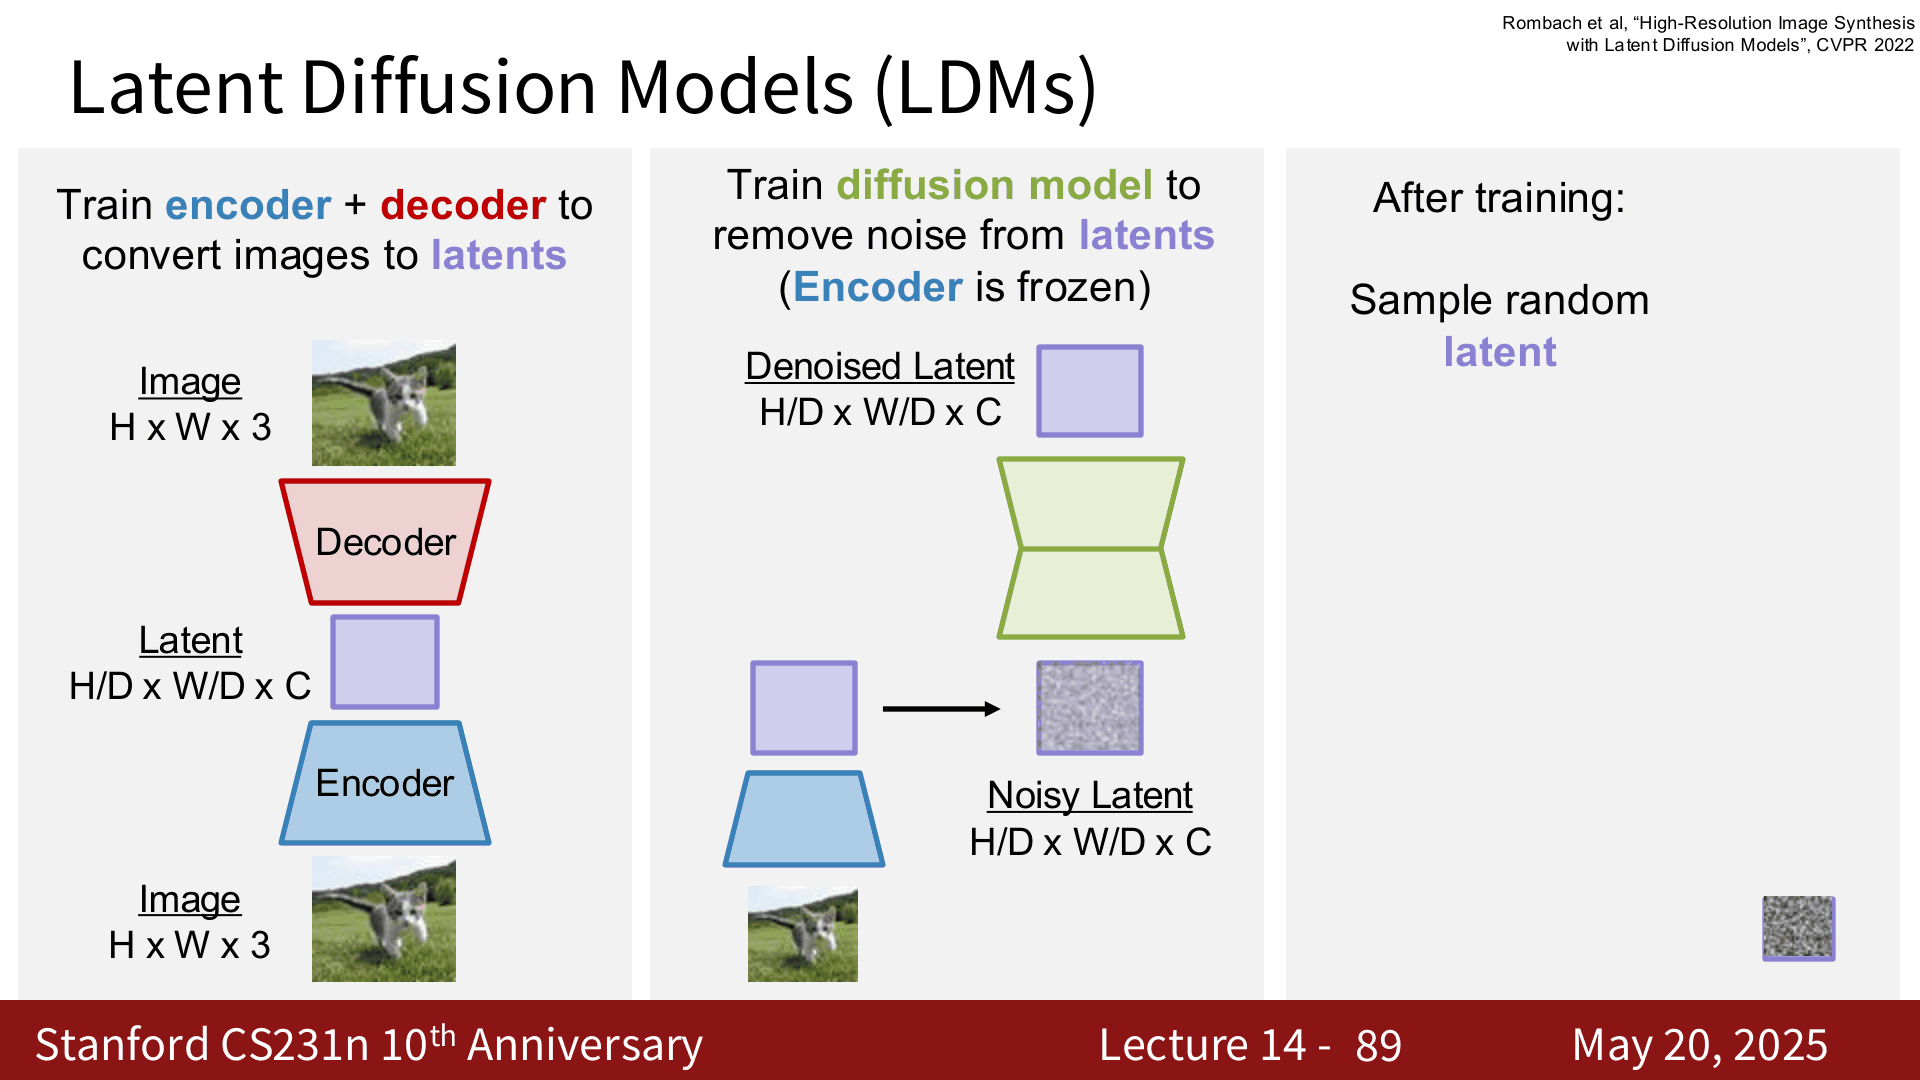 Rombach et al, “High-Resolution Image Synthesis
with Latent Diffusion Models”, CVPR 2022
Latent Diffusion Models (LDMs)
Train encoder + decoder to
convert images to latents
Image
H x W x 3
Decoder
Latent
H/D x W/D x C
Encoder
Image
H x W x 3
Train diffusion model to
remove noise from latents
(Encoder is frozen)
Denoised Latent
H/D x W/D x C
Noisy Latent
H/D x W/D x C
After training:
Sample random
latent
Stanford CS231n 10th Anniversary
Lecture 14 - 89
May 20, 2025